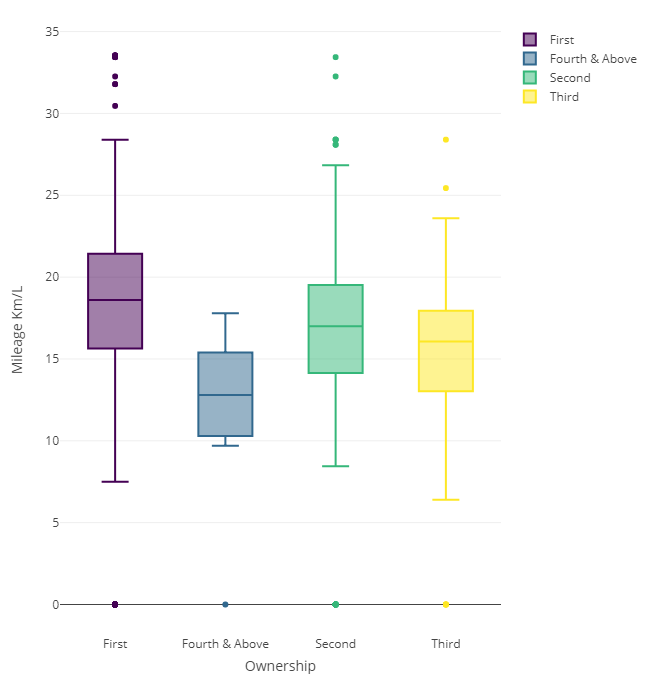 35
30
25
20
15
10
5
0
Mileage Km/L
First
Fourth & Above
Second
Third
Ownership
First
Fourth & Above
Second
Third